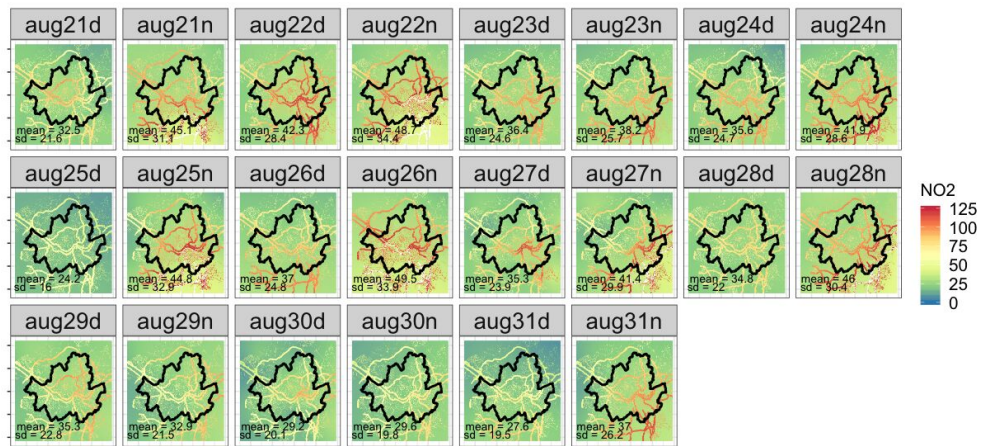 aug21d aug21n aug22d aug22n aug23d aug23n aug24d aug24n
mean = 32.5 mean = 45.1 mean = 42.3 mean = 48.7 mean = 36.4 mean = 38.2 mean = 35.6 mean = 41.9
sd = 21.6 sd = 31.1 sd = 28.4 sd = 34.4 sd = 24.6 sd = 25.7 sd = 24.7 sd = 28.6
aug25d aug25n aug26d aug26n aug27d aug27n aug28d aug28n
mean = 24.2 mean = 44.8 mean = 37 mean = 49.5 mean = 35.3 mean = 41.4 mean = 34.8 mean = 46
sd = 16 sd = 32.9 sd = 24.8 sd = 33.9 sd = 23.9 sd = 29.9 sd = 22 sd = 30.4
aug29d aug29n aug30d aug30n aug31d aug31n
mean = 35.3 mean = 32.9 mean = 29.2 mean = 29.6 mean = 27.6 mean = 37
sd = 22.8 sd = 21.5 sd = 20.1 sd = 19.8 sd = 19.5 sd = 26.2
NO2
125
100
75
50
25
0